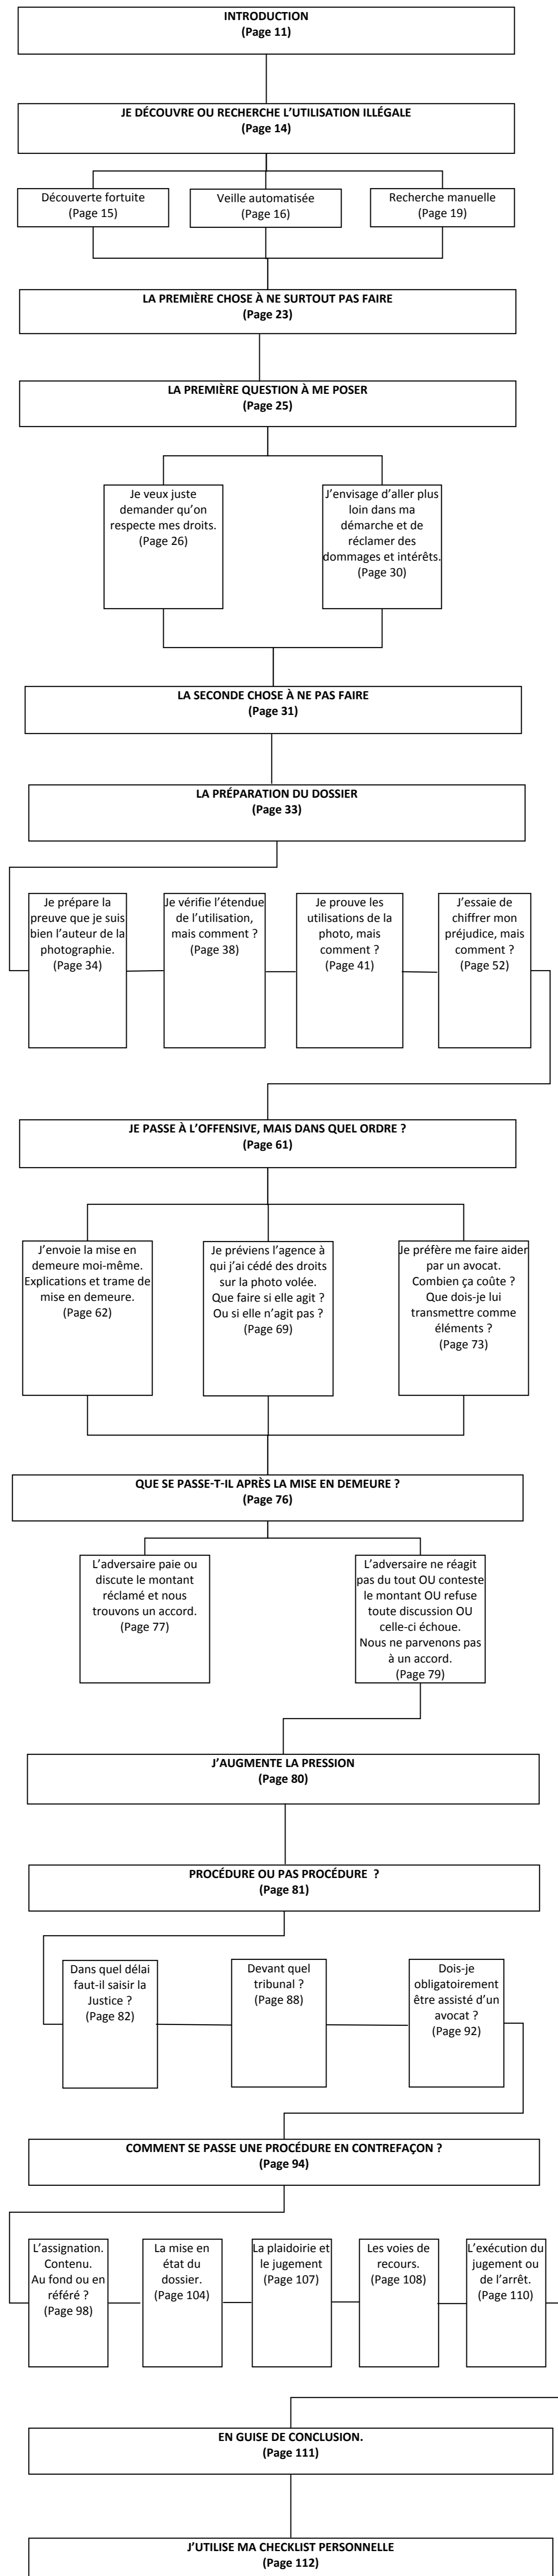 INTRODUCTION
(Page 11)
JE DÉCOUVRE OU RECHERCHE L’UTILISATION ILLÉGALE
(Page 14)
Découverte fortuite
(Page 15)
Veille automatisée
(Page 16)
Recherche manuelle
(Page 19)
LA PREMIÈRE CHOSE À NE SURTOUT PAS FAIRE
(Page 23)
LA PREMIÈRE QUESTION À ME POSER
(Page 25)
Je veux juste
demander qu’on
respecte mes droits.
(Page 26)
J’envisage d’aller plus
loin dans ma
démarche et de
réclamer des
dommages et intérêts.
(Page 30)
LA SECONDE CHOSE À NE PAS FAIRE
(Page 31)
LA PRÉPARATION DU DOSSIER
(Page 33)
Je prépare la
preuve que je suis
bien l’auteur de la
photographie.
(Page 34)
Je vérifie l’étendue
de l’utilisation,
mais comment ?
(Page 38)
Je prouve les
utilisations de la
photo, mais
comment ?
(Page 41)
J’essaie de
chiffrer mon
préjudice, mais
comment ?
(Page 52)
JE PASSE À L’OFFENSIVE, MAIS DANS QUEL ORDRE ?
(Page 61)
J’envoie la mise en
demeure moi-même.
Explications et trame de
mise en demeure.
(Page 62)
Je préviens l’agence à
qui j’ai cédé des droits
sur la photo volée.
Que faire si elle agit ?
Ou si elle n’agit pas ?
(Page 69)
Je préfère me faire aider
par un avocat.
Combien ça coûte ?
Que dois-je lui
transmettre comme
éléments ?
(Page 73)
QUE SE PASSE-T-IL APRÈS LA MISE EN DEMEURE ?
(Page 76)
L’adversaire paie ou
discute le montant
réclamé et nous
trouvons un accord.
(Page 77)
L’adversaire ne réagit
pas du tout OU conteste
le montant OU refuse
toute discussion OU
celle-ci échoue.
Nous ne parvenons pas
à un accord.
(Page 79)
J’AUGMENTE LA PRESSION
(Page 80)
PROCÉDURE OU PAS PROCÉDURE ?
(Page 81)
Dans quel délai
faut-il saisir la
Justice ?
(Page 82)
Devant quel
tribunal ?
(Page 88)
Dois-je
obligatoirement
être assisté d’un
avocat ?
(Page 92)
COMMENT SE PASSE UNE PROCÉDURE EN CONTREFAÇON ?
(Page 94)
L’assignation.
Contenu.
Au fond ou en
référé ?
(Page 98)
La mise en
état du
dossier.
(Page 104)
La plaidoirie et
le jugement
(Page 107)
Les voies de
recours.
(Page 108)
L’exécution du
jugement ou
de l’arrêt.
(Page 110)
EN GUISE DE CONCLUSION.
(Page 111)
J’UTILISE MA CHECKLIST PERSONNELLE
(Page 112)